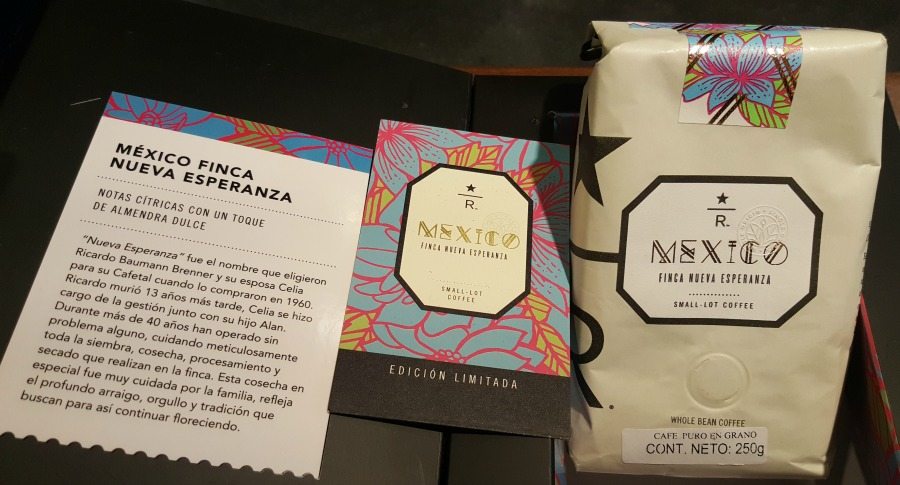 MÉXICO FINCA
NUEVA ESPERANZA
NOTAS CÍTRICAS CON UN TOQUE
DE ALMENDRA DULCE
"Nueva Esperanza" fue el nombre que eligieron
Ricardo Baumann Brenner y su esposa Celia
para su Cafetal cuando lo compraron en 1960.
Ricardo murió 13 años más tarde, Celia se hizo
cargo de la gestión junto con su hijo Alan.
Durante más de 40 años han operado sin
problema alguno, cuidando meticulosamente
toda la siembra, cosecha, procesamiento y
secado que realizan en la finca. Esta cosecha en
especial fue muy cuidada por la familia, refleja
el profundo arraigo, orgullo y tradición que
buscan para así continuar floreciendo.
R.
MEXICO
FINCA NUEVA ESPERANZA
SMALL-LOT
COFFEE
EDICIÓN LIMITADA
R.
MEXICO
FINCA NUEVA ESPERANZA
SMALL-LOT COFFEE
WHOLE BEAN COFFEE
CAFE PURO EN GRANO
CONT. NETO: 250g